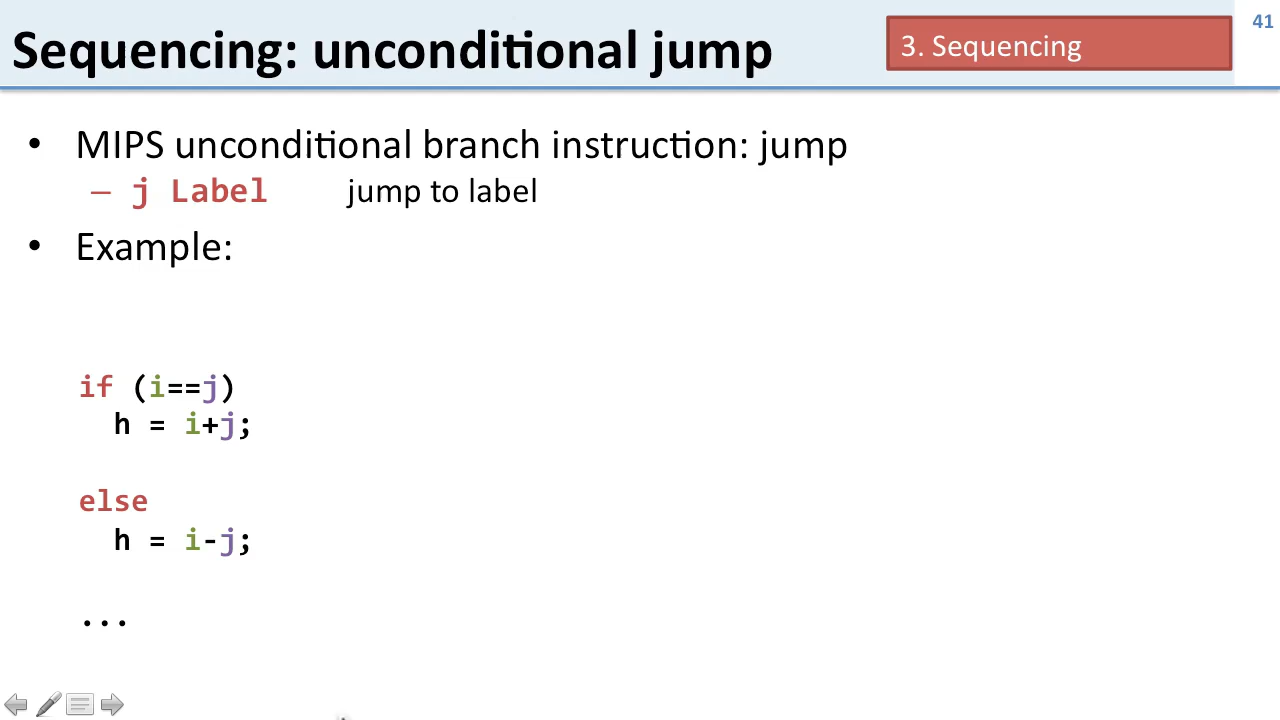 Sequencing: unconditional jump
3. Sequencing
41
• MIPS unconditional branch instruction: jump
– j Label jump to label
• Example:
if (i==j)
h = i+j;
else
h = i-j;
...